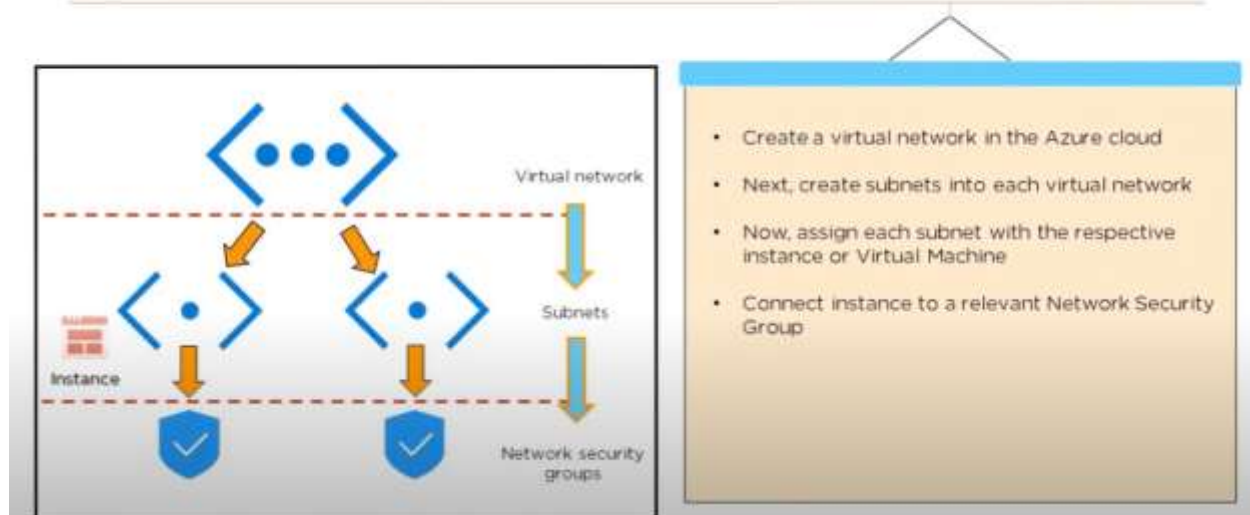 Virtual network
Subnets
Instance
Network security
groups
• Create a virtual network in the Azure cloud
• Next, create subnets into each virtual network
• Now, assign each subnet with the respective
instance or Virtual Machine
• Connect instance to a relevant Network Security
Group